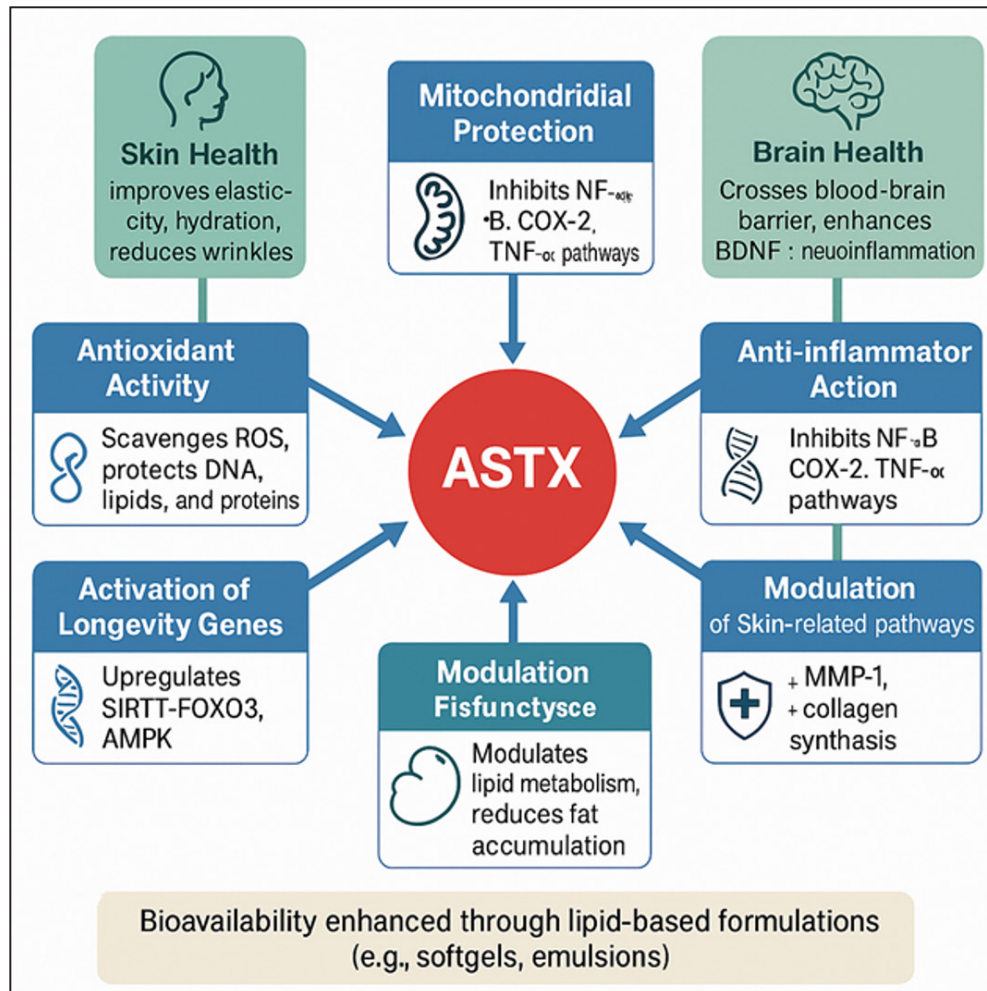 Skin Health
improves elastic-
city, hydration,
reduces wrinkles
Mitochondridial
Protection
Inhibits NF-
•B. COX-2,
TNF-α pathways
Brain Health
Crosses blood-brain
barrier, enhances
BDNF : neuoinflammation
Antioxidant
Activity
Scavenges ROS,
protects DNA,
lipids, and proteins
ASTX
Anti-inflammator
Action
Inhibits NF-B
COX-2. TNF-α
pathways
Activation of
Longevity Genes
Upregulates
SIRTT-FOXO3,
AMPK
Modulation
Fisfunctysce
Modulates
lipid metabolism,
reduces fat
accumulation
Modulation
of Skin-related pathways
+ MMP-1,
+ collagen
synthasis
Bioavailability enhanced through lipid-based formulations
(e.g., softgels, emulsions)